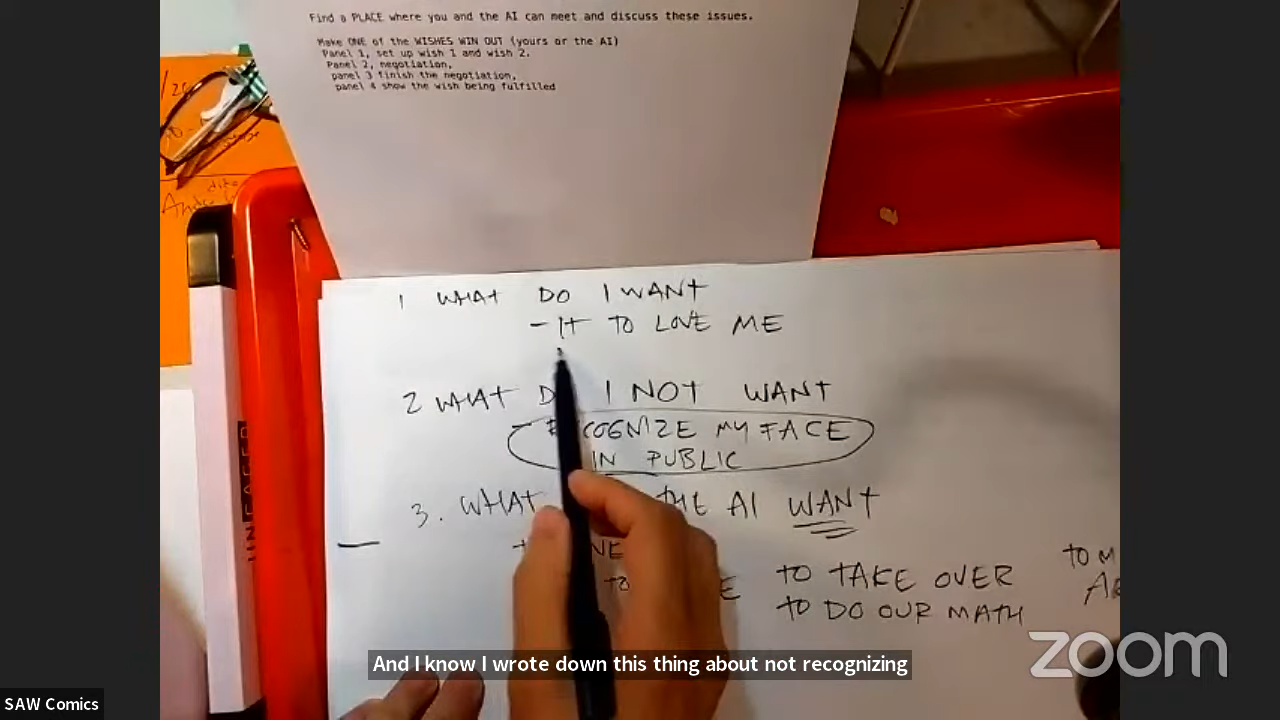 Find a PLACE where you and the AI can meet and discuss these issues.
Make ONE of the WISHES WIN OUT (yours or the AI)
Panel 1, set up wish 1 and wish 2.
Panel 2, negotiation,
panel 3 finish the negotiation,
panel 4 show the wish being fulfilled
1 WHAT DO I WANT
- It TO LOVE ME
2 WHAT I NOT WANT
MY FACE
IN PUBLIC
3. WHAT THE AI WANT
TO TAKE OVER
TO DO OUR MATH
And I know I wrote down this thing about not recognizing
zoom
SAW Comics